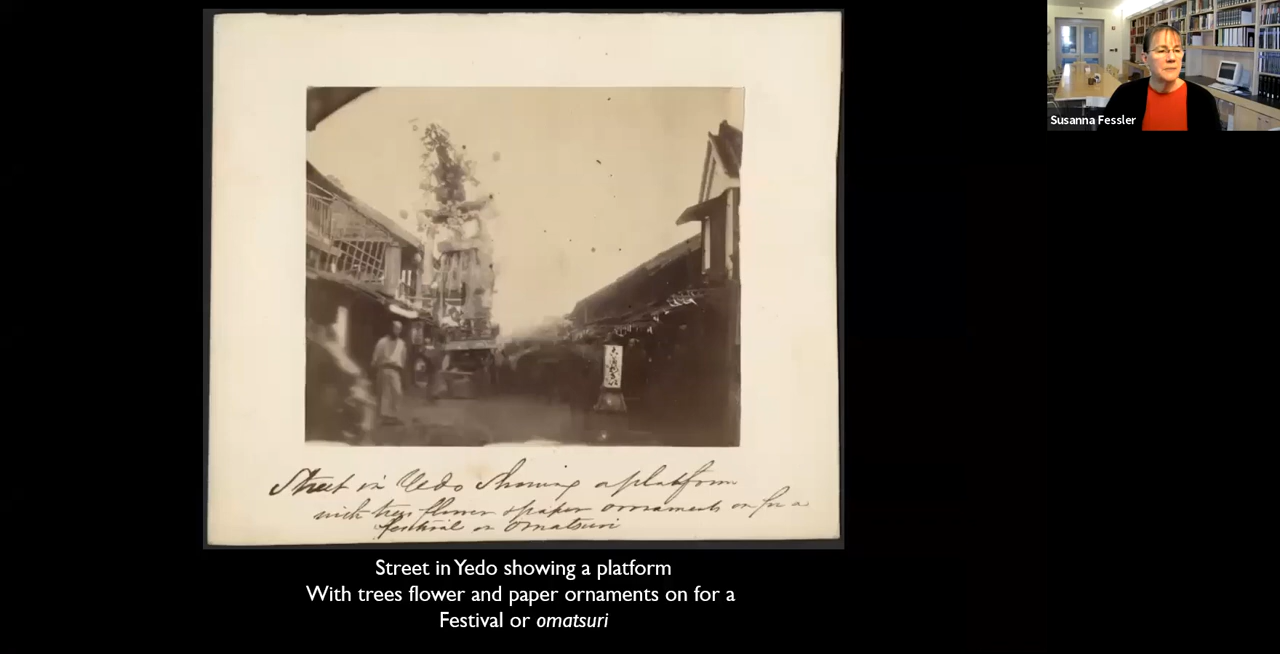 Susanna Fessler
Street in Yedo showing a platform
with trees flower & paper ornaments on for a
festival or Omatsuri
Street in Yedo showing a platform
With trees flower and paper ornaments on for a
Festival or omatsuri